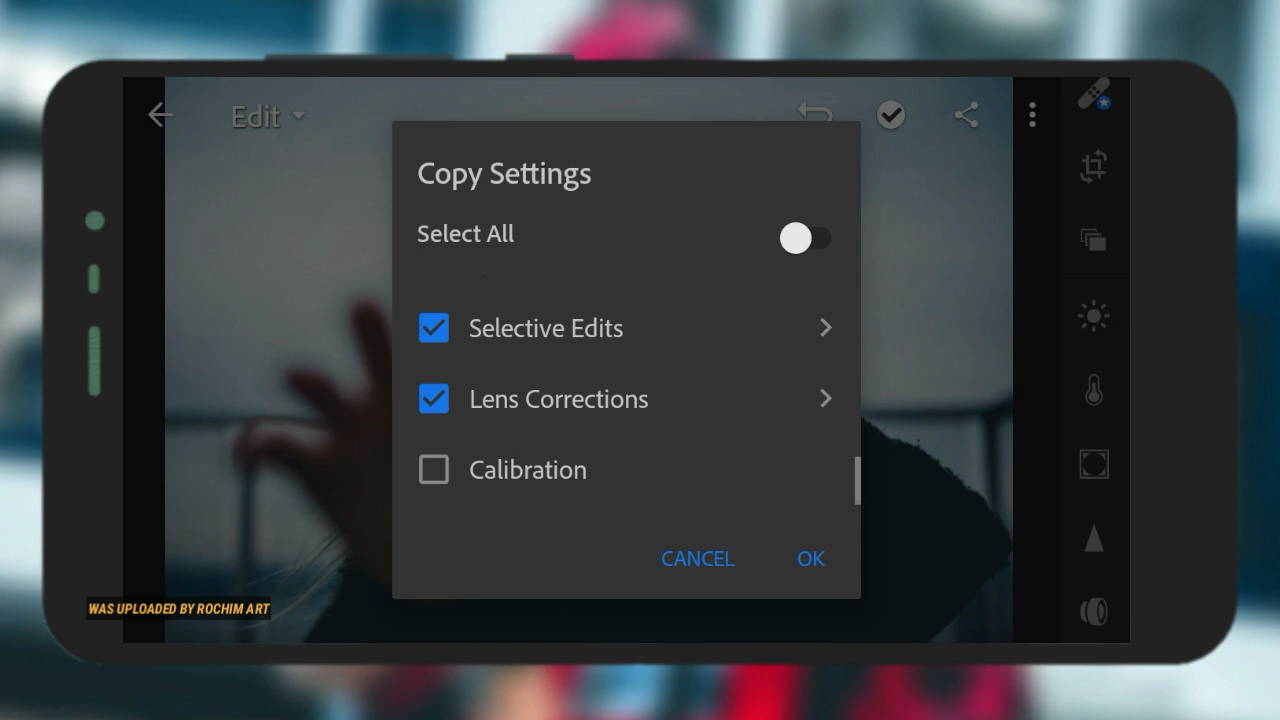 Edit
Copy Settings
Select All
Selective Edits
Lens Corrections
Calibration
CANCEL OK
WAS UPLOADED BY ROCHIM ART